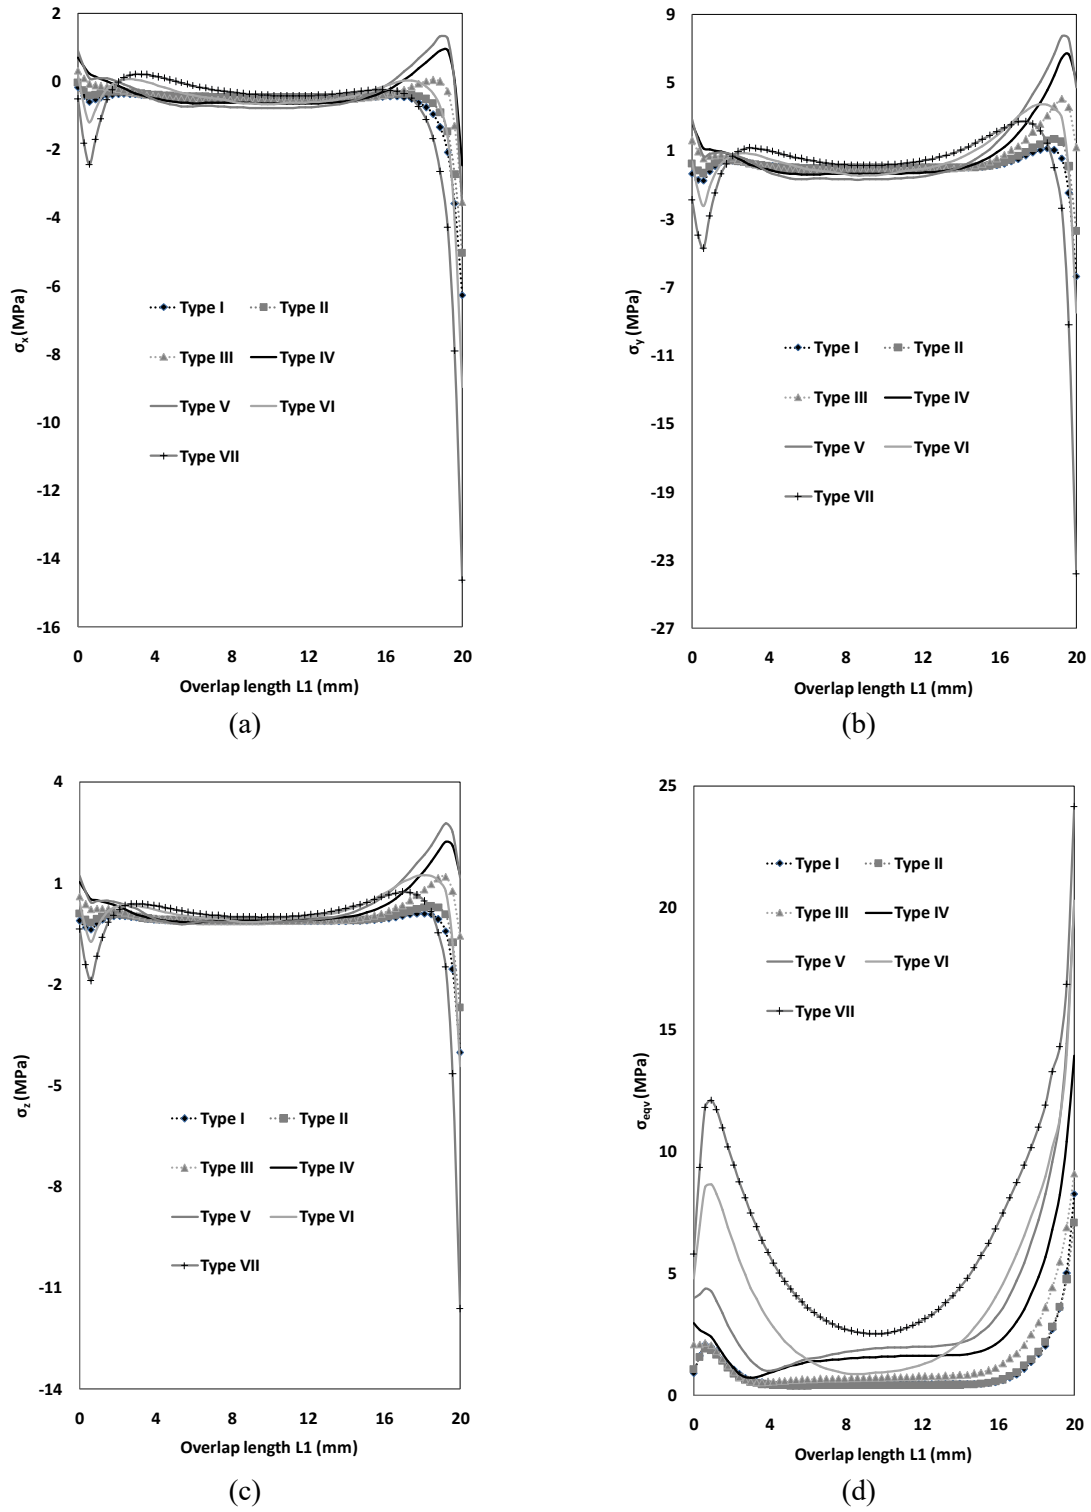 2
0
-2
-4
-6
-8
-10
-12
-14
-16
σx (MPa)
Type I Type II
Type III Type IV
Type V Type VI
Type VII
0 4 8 12 16 20
Overlap length L1 (mm)
(a)
9
5
1
-3
-7
-11
-15
-19
-23
-27
σy (MPa)
Type I Type II
Type III Type IV
Type V Type VI
Type VII
0 4 8 12 16 20
Overlap length L1 (mm)
(b)
4
1
-2
-5
-8
-11
-14
σz (MPa)
Type I Type II
Type III Type IV
Type V Type VI
Type VII
0 4 8 12 16 20
Overlap length L1 (mm)
(c)
25
20
15
10
5
0
σeqv (MPa)
Type I Type II
Type III Type IV
Type V Type VI
Type VII
0 4 8 12 16 20
Overlap length L1 (mm)
(d)